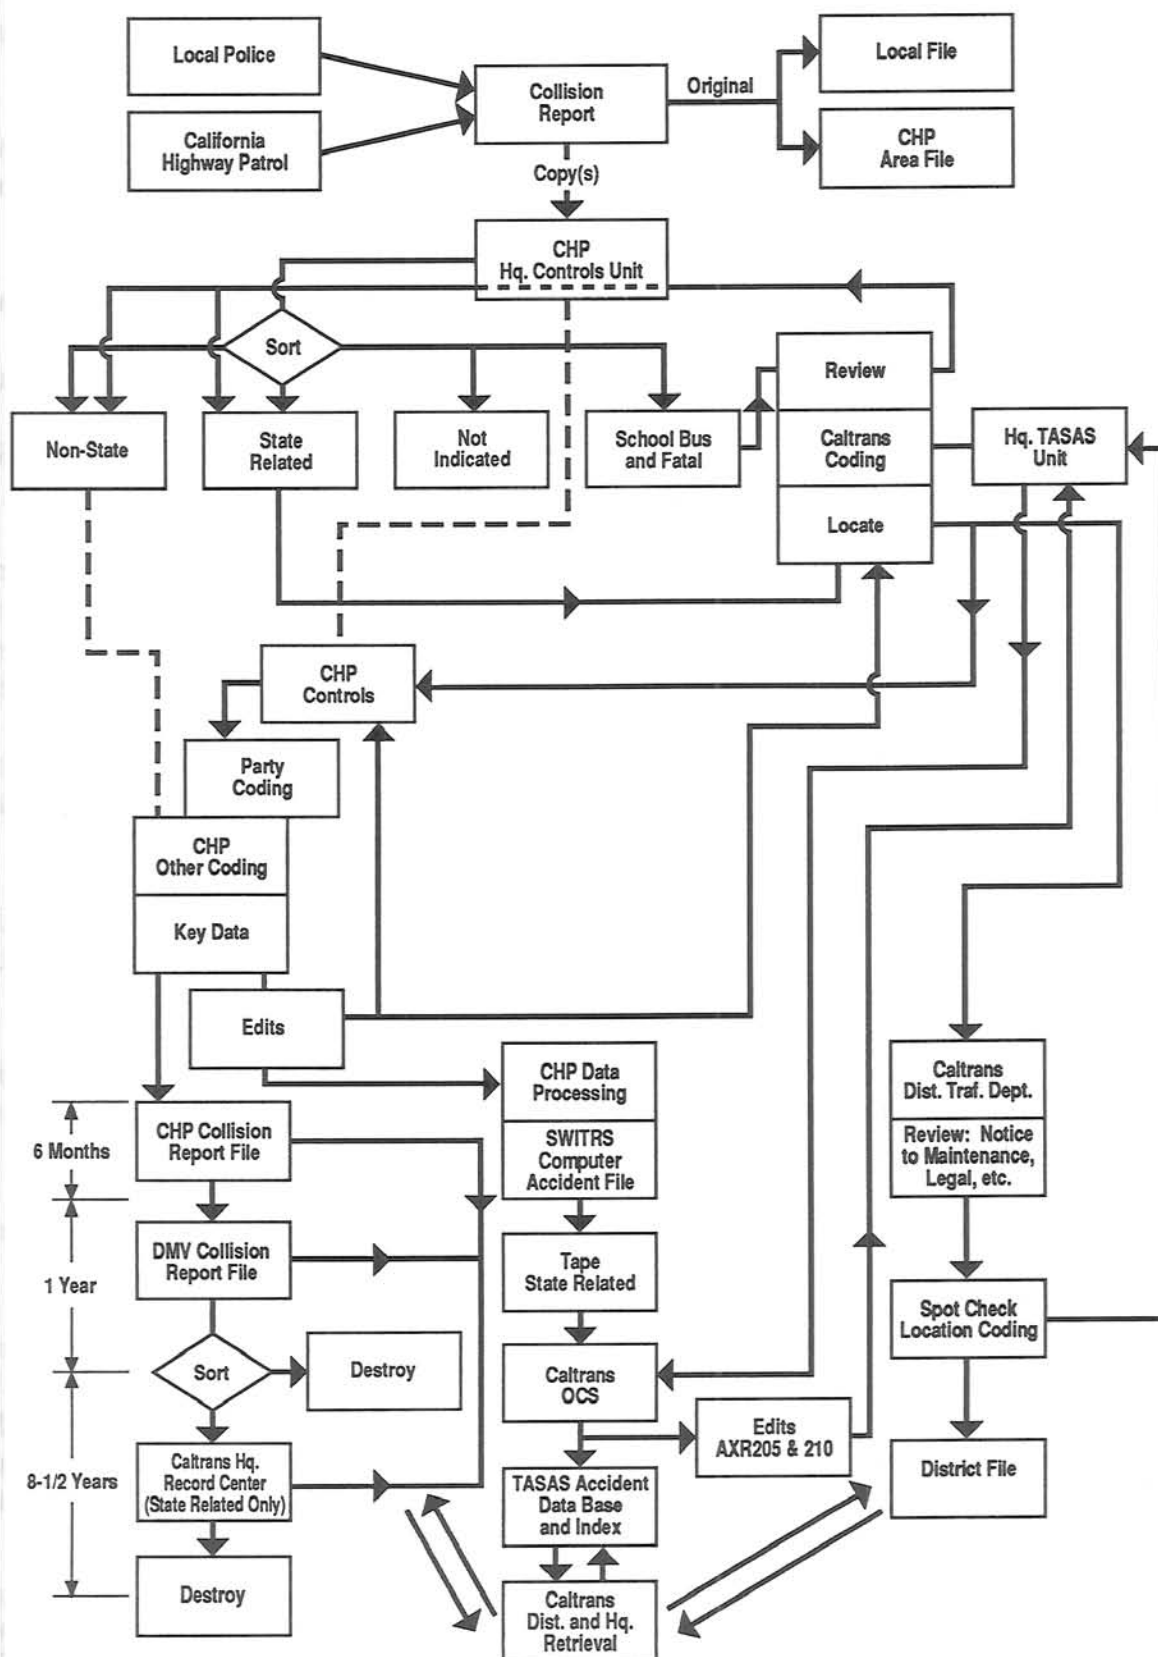 Local Police
California
Highway Patrol
Collision
Report
Original
Local File
CHP
Area File
Copy(s)
CHP
Hq. Controls Unit
Sort
Non-State
State
Related
Not
Indicated
School Bus
and Fatal
Review
Caltrans
Coding
Locate
Hq. TASAS
Unit
CHP
Controls
Party
Coding
CHP
Other Coding
Key Data
Edits
CHP Data
Processing
SWITRS
Computer
Accident File
Caltrans
Dist. Traf. Dept.
Review: Notice
to Maintenance,
Legal, etc.
6 Months
CHP Collision
Report File
1 Year
DMV Collision
Report File
Tape
State Related
Spot Check
Location Coding
Sort
Destroy
Caltrans
OCS
Edits
AXR205 & 210
8-1/2 Years
Caltrans Hq.
Record Center
(State Related Only)
TASAS Accident
Data Base
and Index
District File
Destroy
Caltrans
Dist. and Hq.
Retrieval